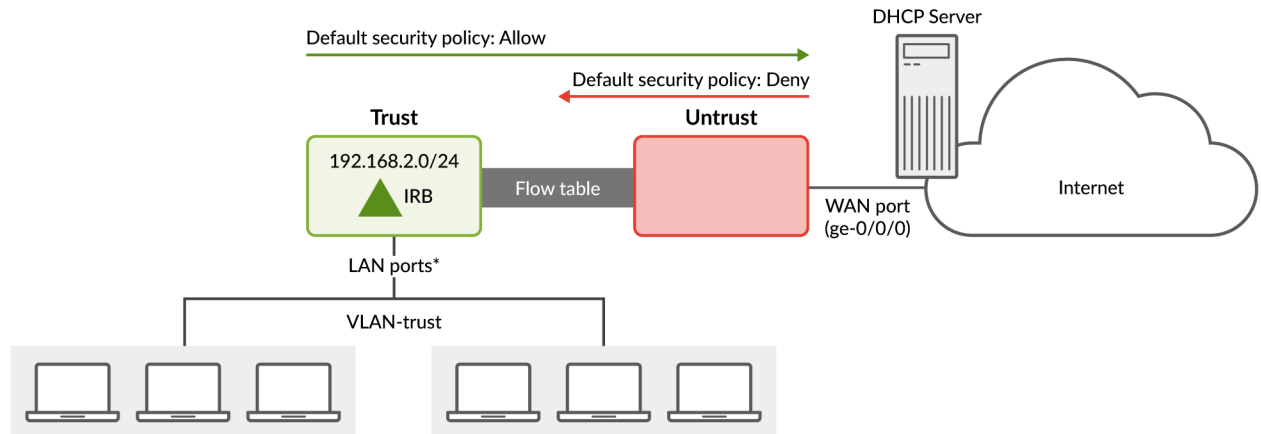 DHCP Server
Default security policy: Allow
Default security policy: Deny
Trust
Untrust
192.168.2.0/24
IRB
Flow table
Internet
WAN port
(ge-0/0/0)
LAN ports*
VLAN-trust